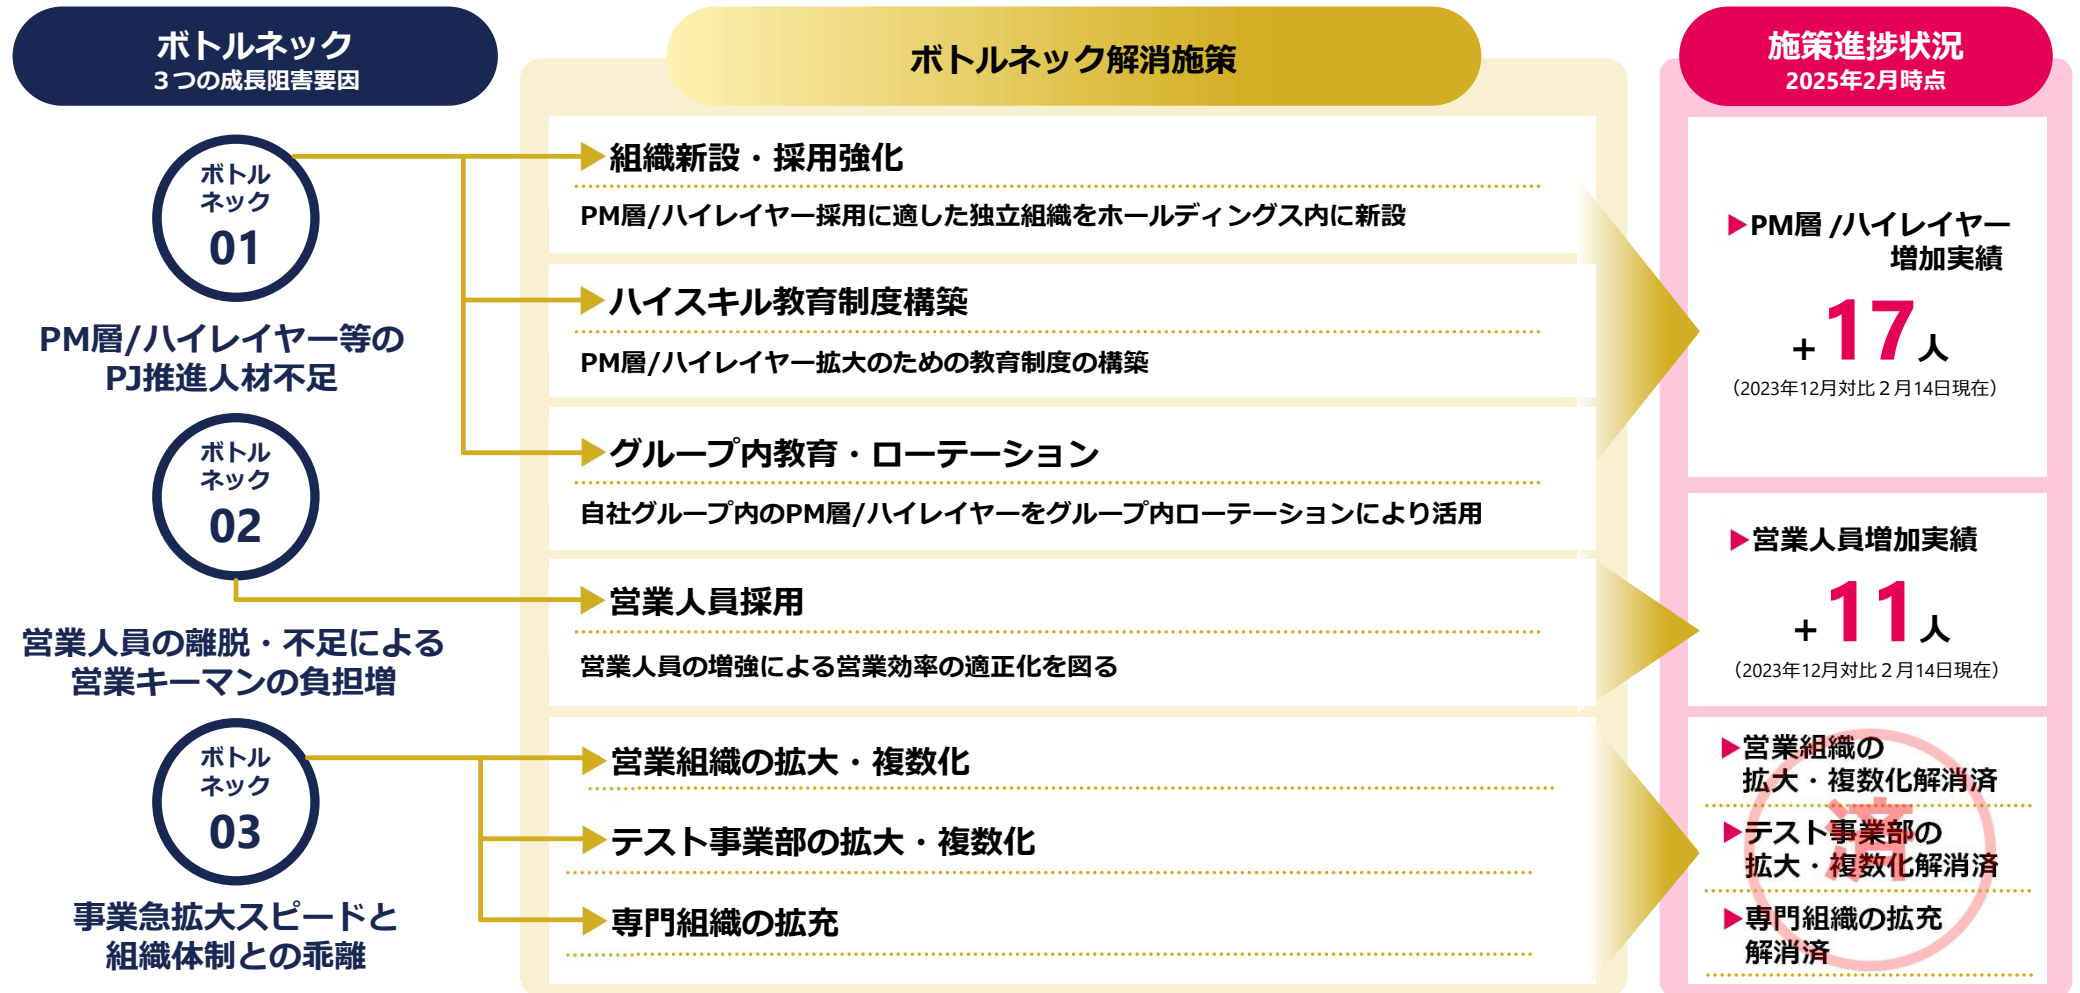 ボトルネック
３つの成長阻害要因
ボトルネック解消施策
施策進捗状況
2025年2月時点
ボトル
ネック
01
PM層/ハイレイヤー等の
PJ推進人材不足
組織新設・採用強化
PM層/ハイレイヤー採用に適した独立組織をホールディングス内に新設
ハイスキル教育制度構築
PM層/ハイレイヤー拡大のための教育制度の構築
グループ内教育・ローテーション
自社グループ内のPM層/ハイレイヤーをグループ内ローテーションにより活用
▶PM層 /ハイレイヤー
増加実績
+ 17 人
（2023年12月対比２月14日現在）
ボトル
ネック
02
営業人員の離脱・不足による
営業キーマンの負担増
営業人員採用
営業人員の増強による営業効率の適正化を図る
▶営業人員増加実績
+ 11 人
（2023年12月対比２月14日現在）
ボトル
ネック
03
事業急拡大スピードと
組織体制との乖離
営業組織の拡大・複数化
テスト事業部の拡大・複数化
専門組織の拡充
▶営業組織の
拡大・複数化解消済
▶テスト事業部の
拡大・複数化解消済
▶専門組織の拡充
解消済
済